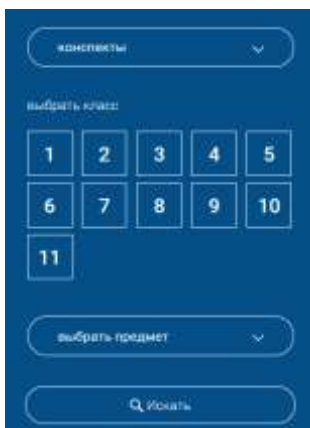 конспекты
выбрать класс
1 2 3 4 5
6 7 8 9 10
11
выбрать предмет
Искать